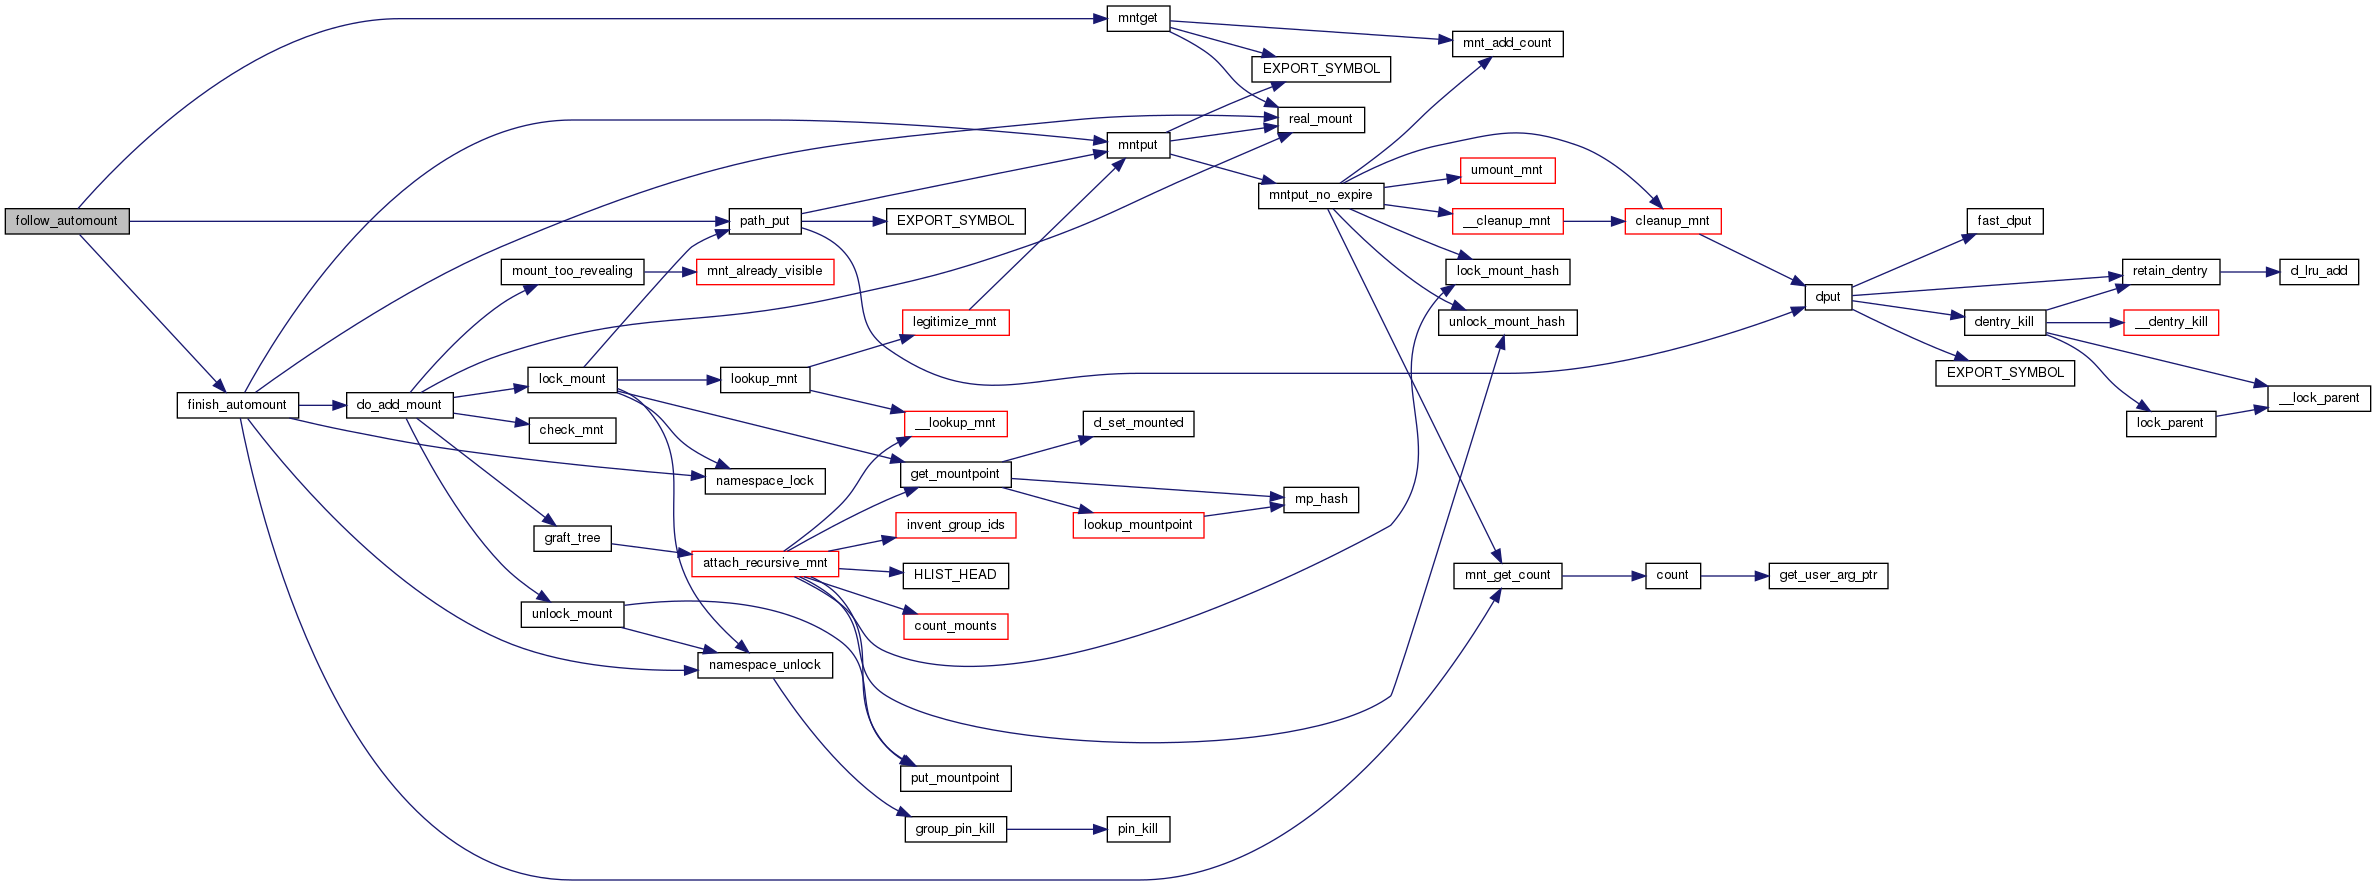 follow_automount
finish_automount
do_add_mount
mount_too_revealing
lock_mount
check_mnt
graft_tree
unlock_mount
mnt_already_visible
path_put
lookup_mnt
namespace_lock
attach_recursive_mnt
namespace_unlock
EXPORT_SYMBOL
legitimize_mnt
__lookup_mnt
get_mountpoint
invent_group_ids
HLIST_HEAD
count_mounts
put_mountpoint
group_pin_kill
mntget
mntput
d_set_mounted
lookup_mountpoint
pin_kill
EXPORT_SYMBOL
real_mount
mntput_no_expire
mp_hash
mnt_add_count
umount_mnt
__cleanup_mnt
lock_mount_hash
unlock_mount_hash
mnt_get_count
cleanup_mnt
count
dput
get_user_arg_ptr
fast_dput
dentry_kill
EXPORT_SYMBOL
retain_dentry
__dentry_kill
lock_parent
d_lru_add
__lock_parent